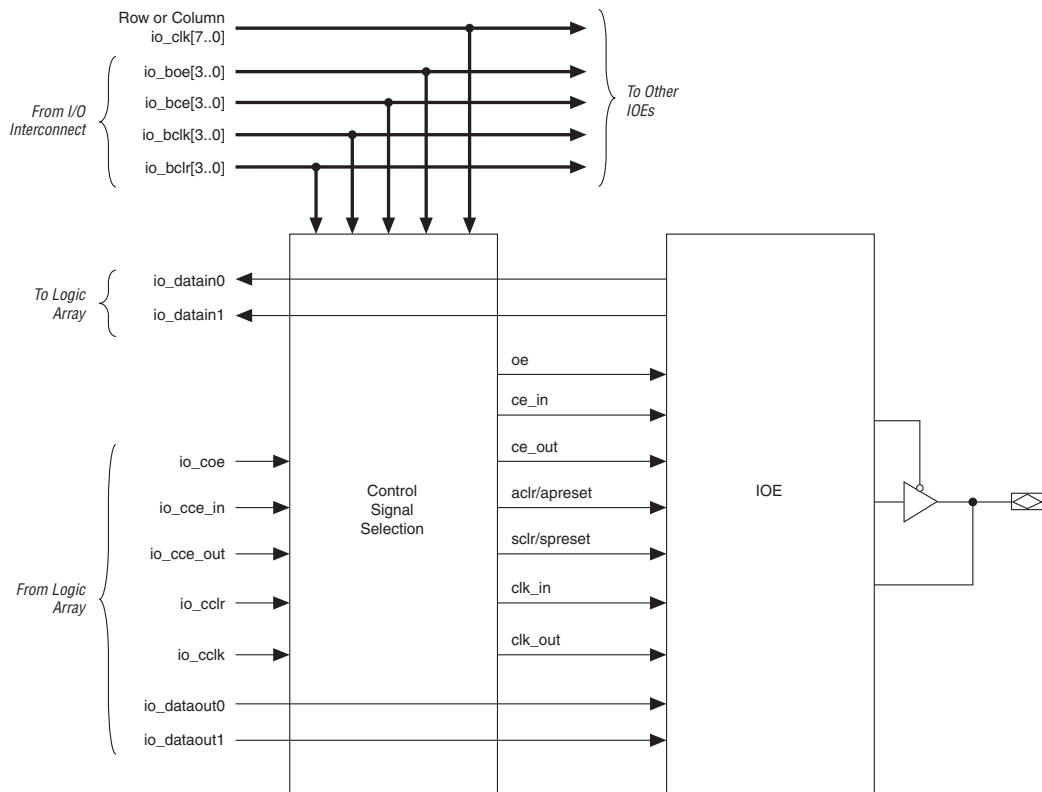 Row or Column
io_clk[7..0]
io_boe[3..0]
From I/O
Interconnect
io_bce[3..0]
io_bclk[3..0]
io_bclr[3..0]
To Other
IOEs
To Logic
Array
io_datain0
io_datain1
oe
ce_in
ce_out
aclr/apreset
sclr/spreset
clk_in
clk_out
From Logic
Array
io_coe
io_cce_in
io_cce_out
io_cclr
io_cclk
io_dataout0
io_dataout1
Control
Signal
Selection
IOE